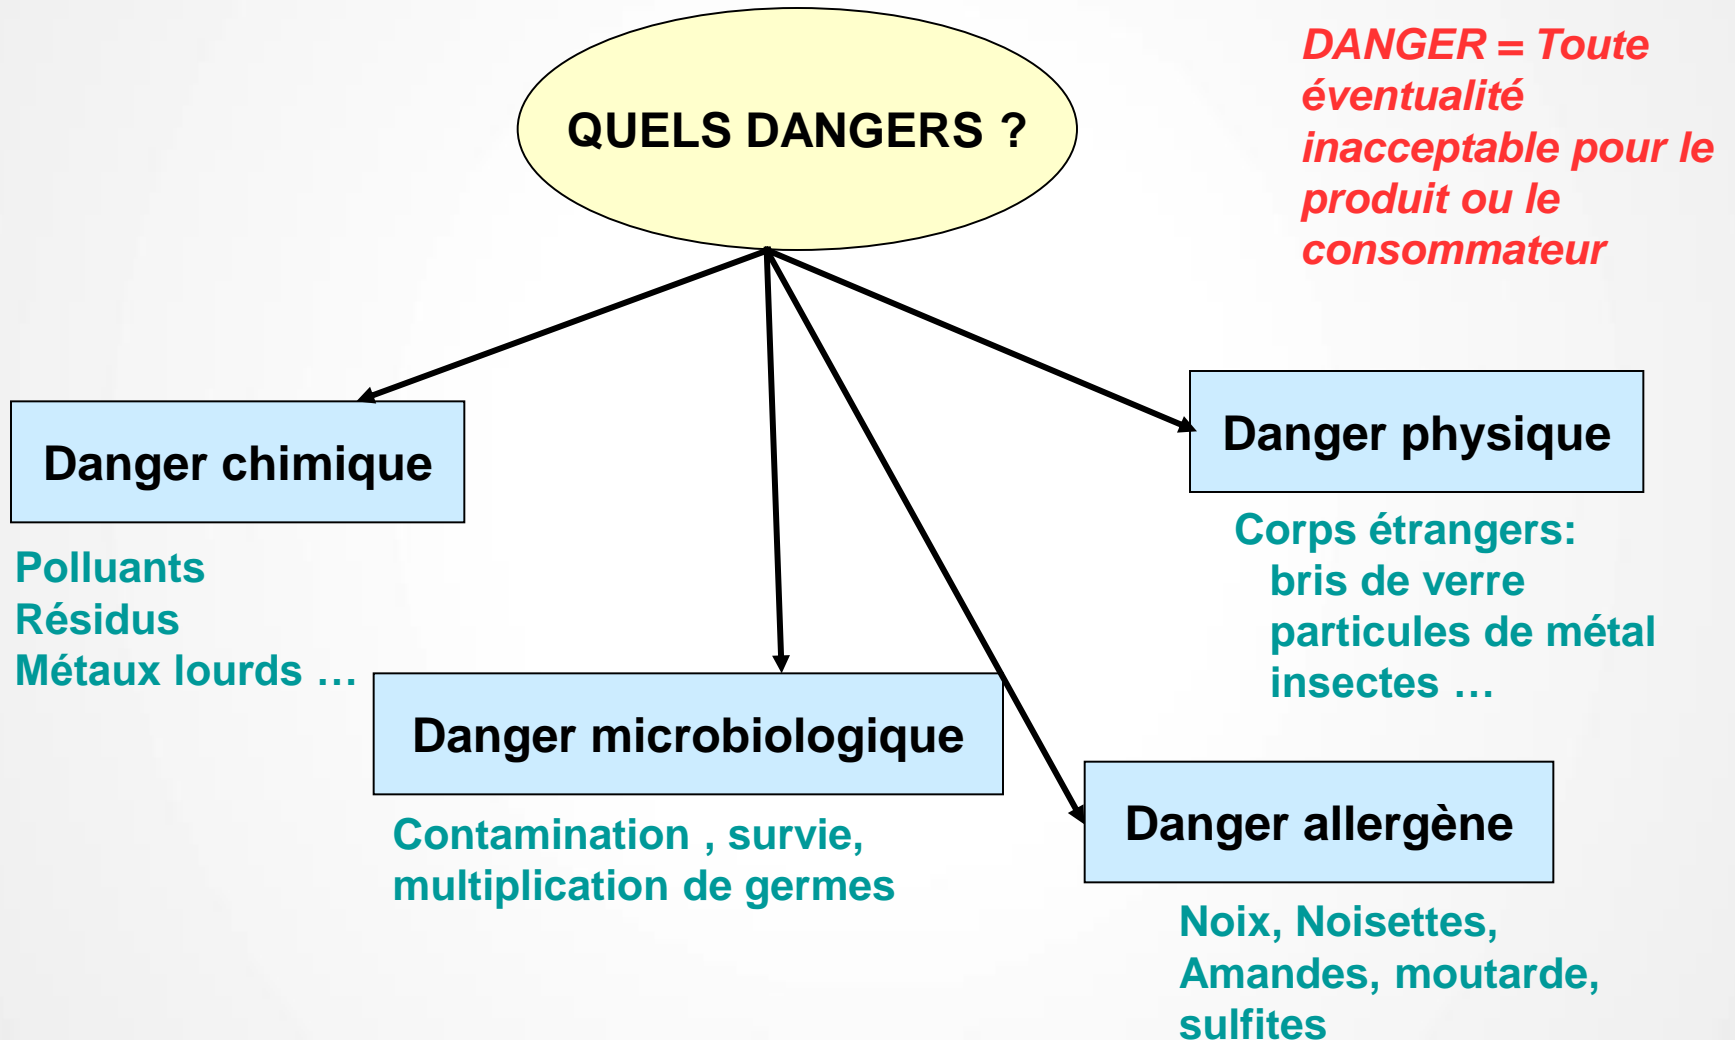 QUELS DANGERS ?
DANGER = Toute
éventualité
inacceptable pour le
produit ou le
consommateur
Danger chimique
Polluants
Résidus
Métaux lourds …
Danger microbiologique
Contamination , survie,
multiplication de germes
Danger physique
Corps étrangers:
bris de verre
particules de métal
insectes …
Danger allergène
Noix, Noisettes,
Amandes, moutarde,
sulfites